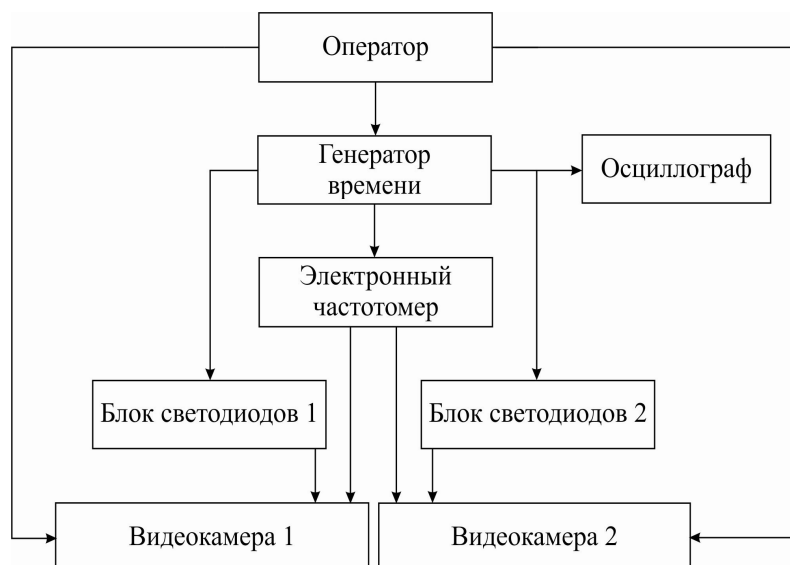 Оператор
Генератор
времени
Осциллограф
Электронный
частотомер
Блок светодиодов 1
Блок светодиодов 2
Видеокамера 1
Видеокамера 2